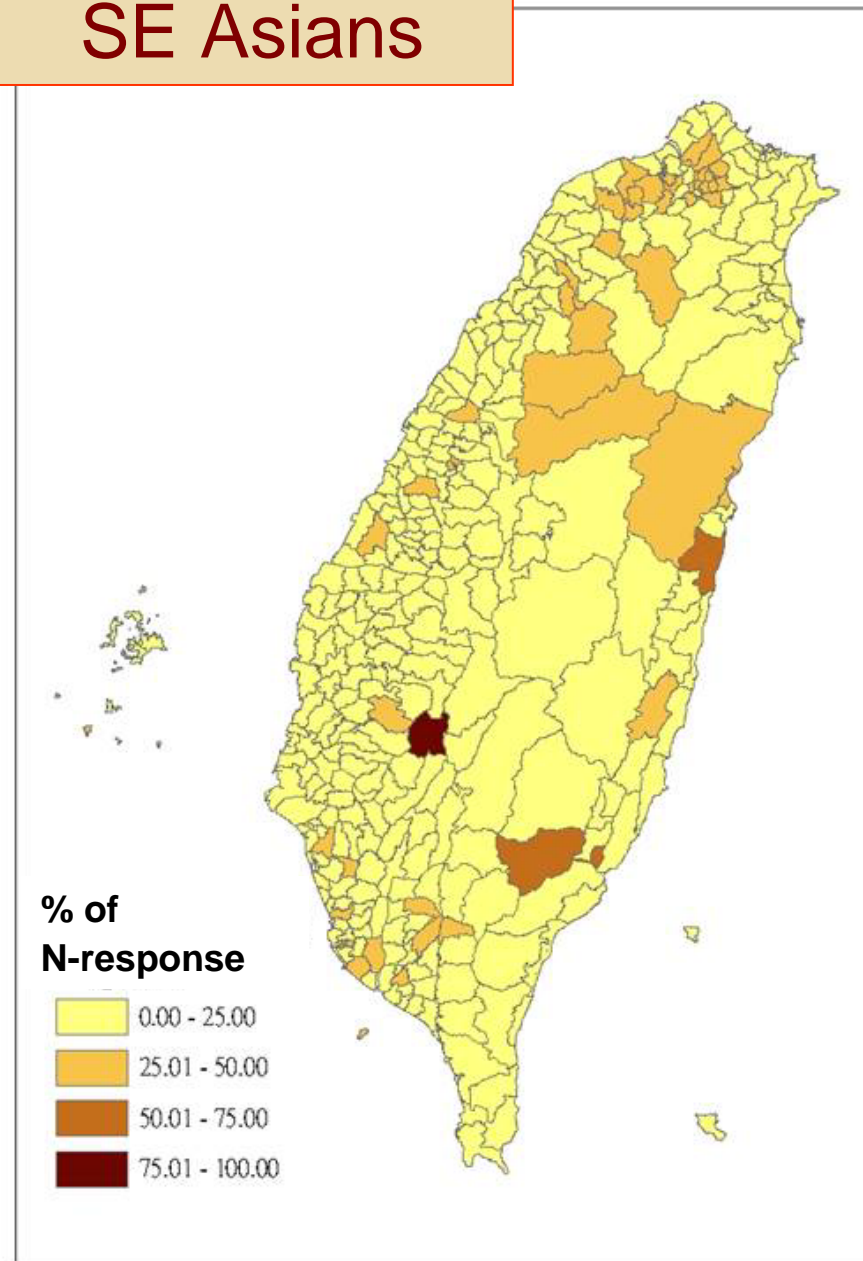 SE Asians
% of
N-response
0.00 - 25.00
25.01 - 50.00
50.01 - 75.00
75.01 - 100.00